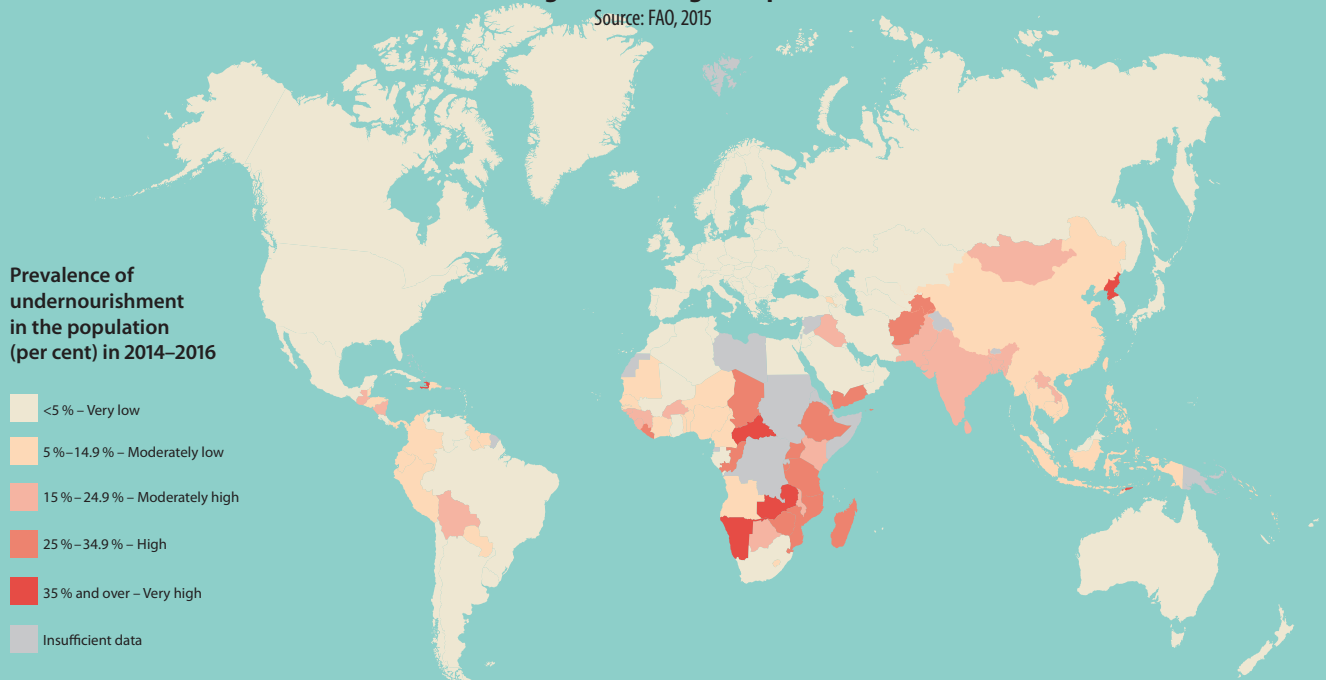 Source: FAO, 2015
Prevalence of
undernourishment
in the population
(per cent) in 2014–2016
<5 % – Very low
5 %–14.9 % – Moderately low
15 % – 24.9 % – Moderately high
25 % – 34.9 % – High
35 % and over – Very high
Insufficient data